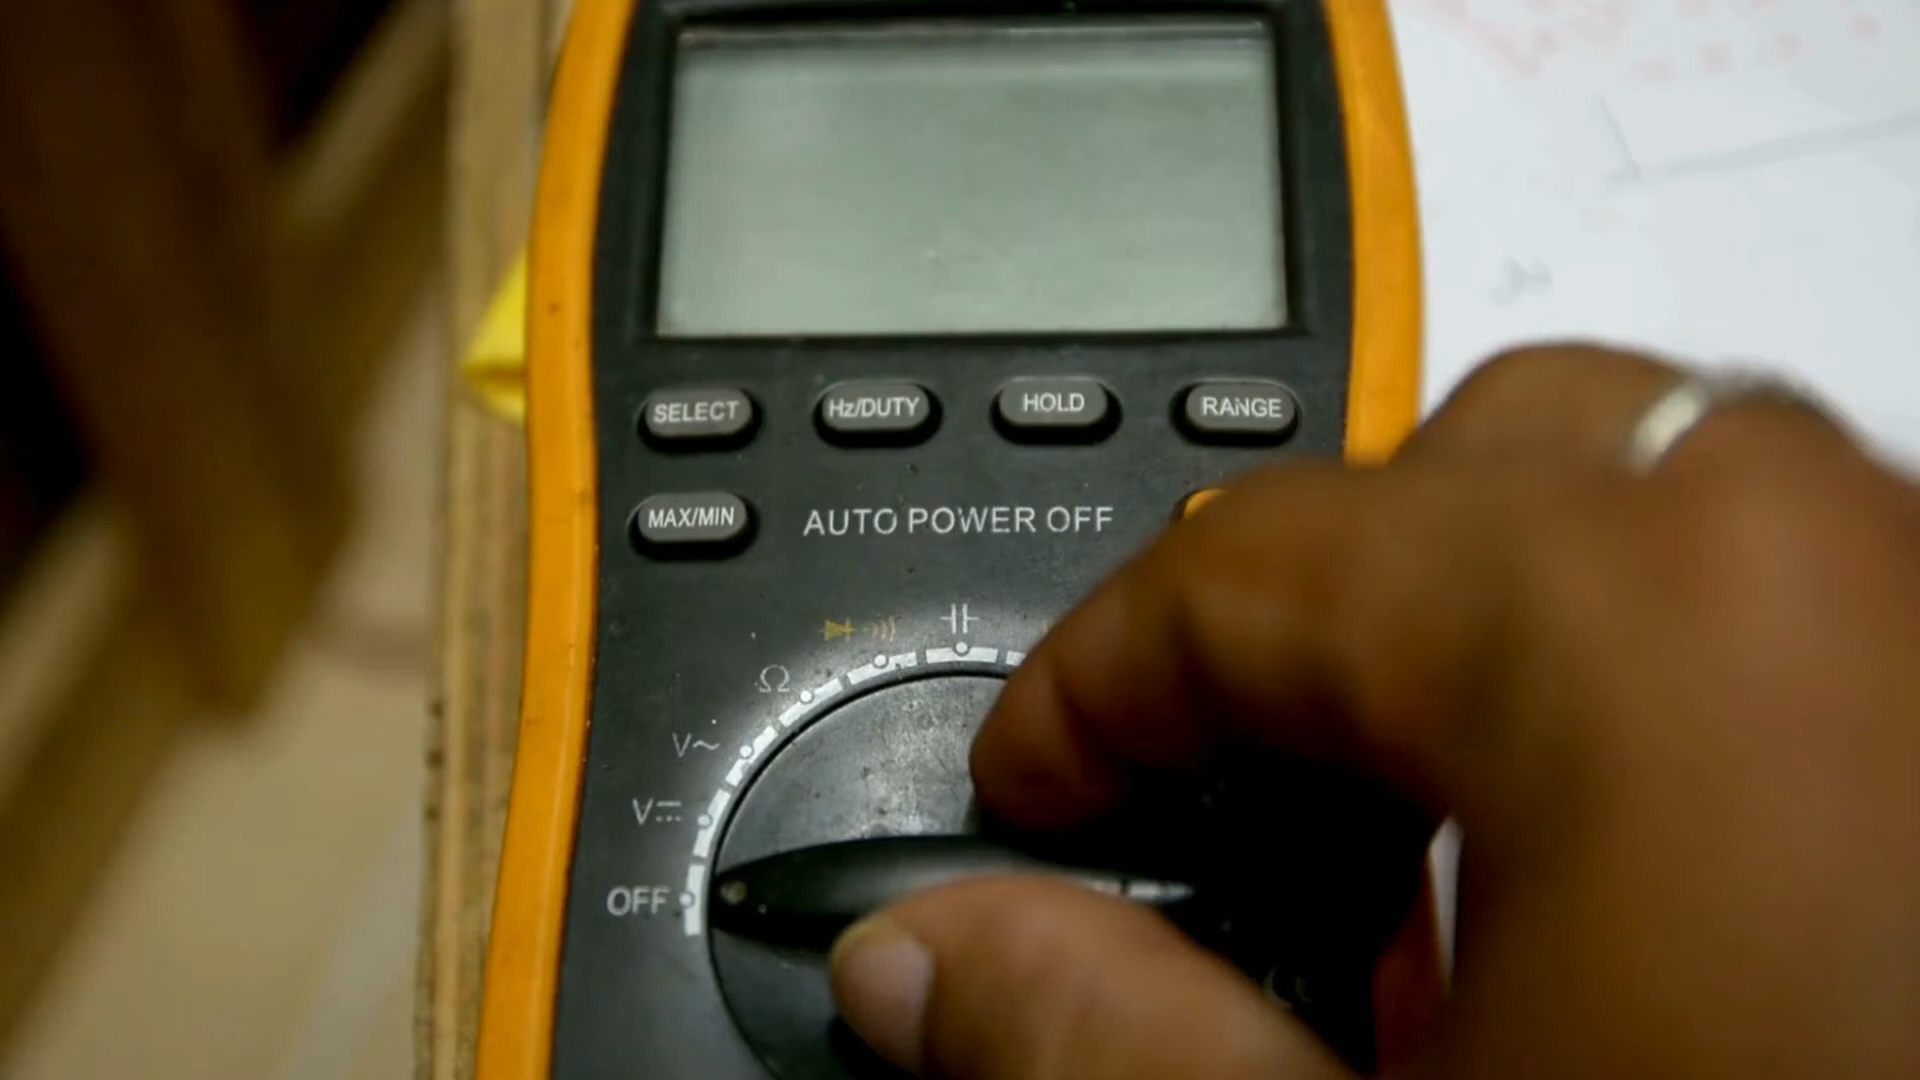 SELECT Hz/DUTY HOLD RANGE
MAX/MIN AUTO POWER OFF
Ω
V~
V⎓
OFF